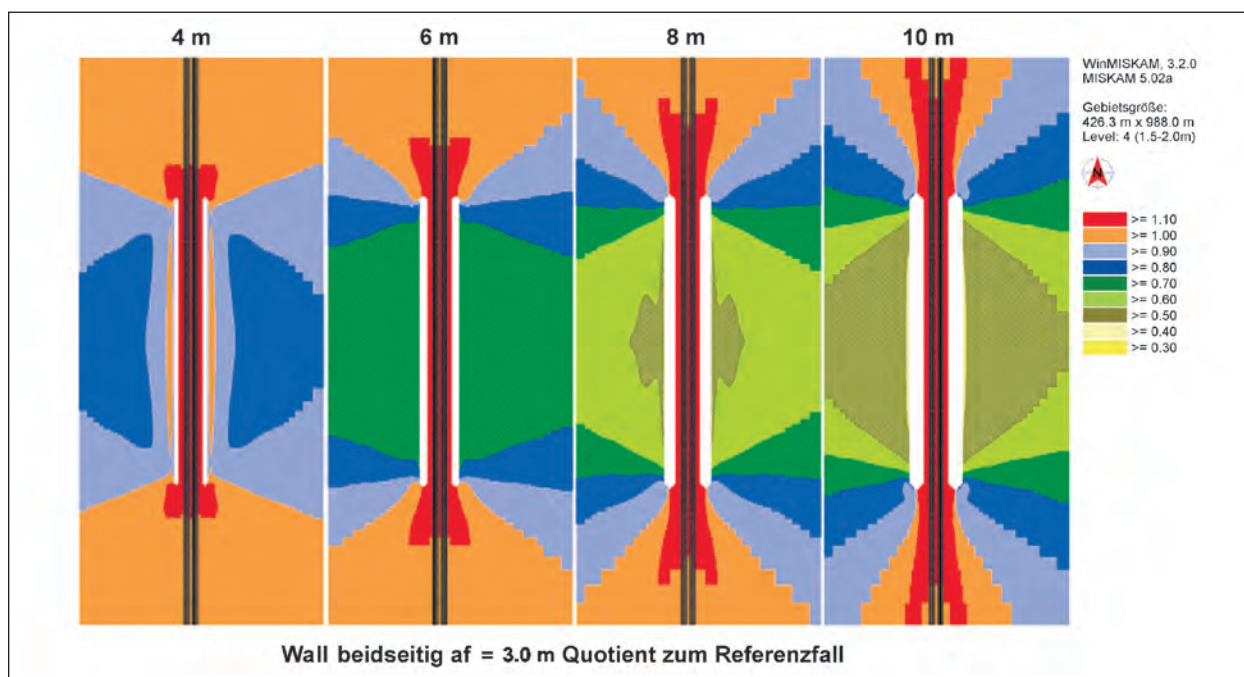 4 m 6 m 8 m 10 m
WinMISKAM, 3.2.0
MISKAM 5.02a
Gebietsgröße:
426.3 m x 988.0 m
Level: 4 (1.5-2.0m)
N
>= 1.10
>= 1.00
>= 0.90
>= 0.80
>= 0.70
>= 0.60
>= 0.50
>= 0.40
>= 0.30
Wall beidseitig af = 3.0 m Quotient zum Referenzfall